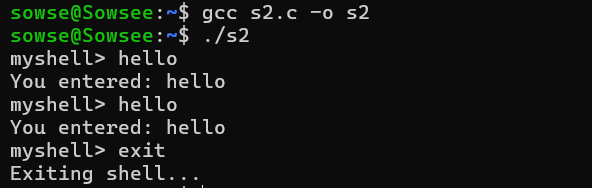 sowse@Sowsee:~$ gcc s2.c -o s2
sowse@Sowsee:~$ ./s2
myshell> hello
You entered: hello
myshell> hello
You entered: hello
myshell> exit
Exiting shell...